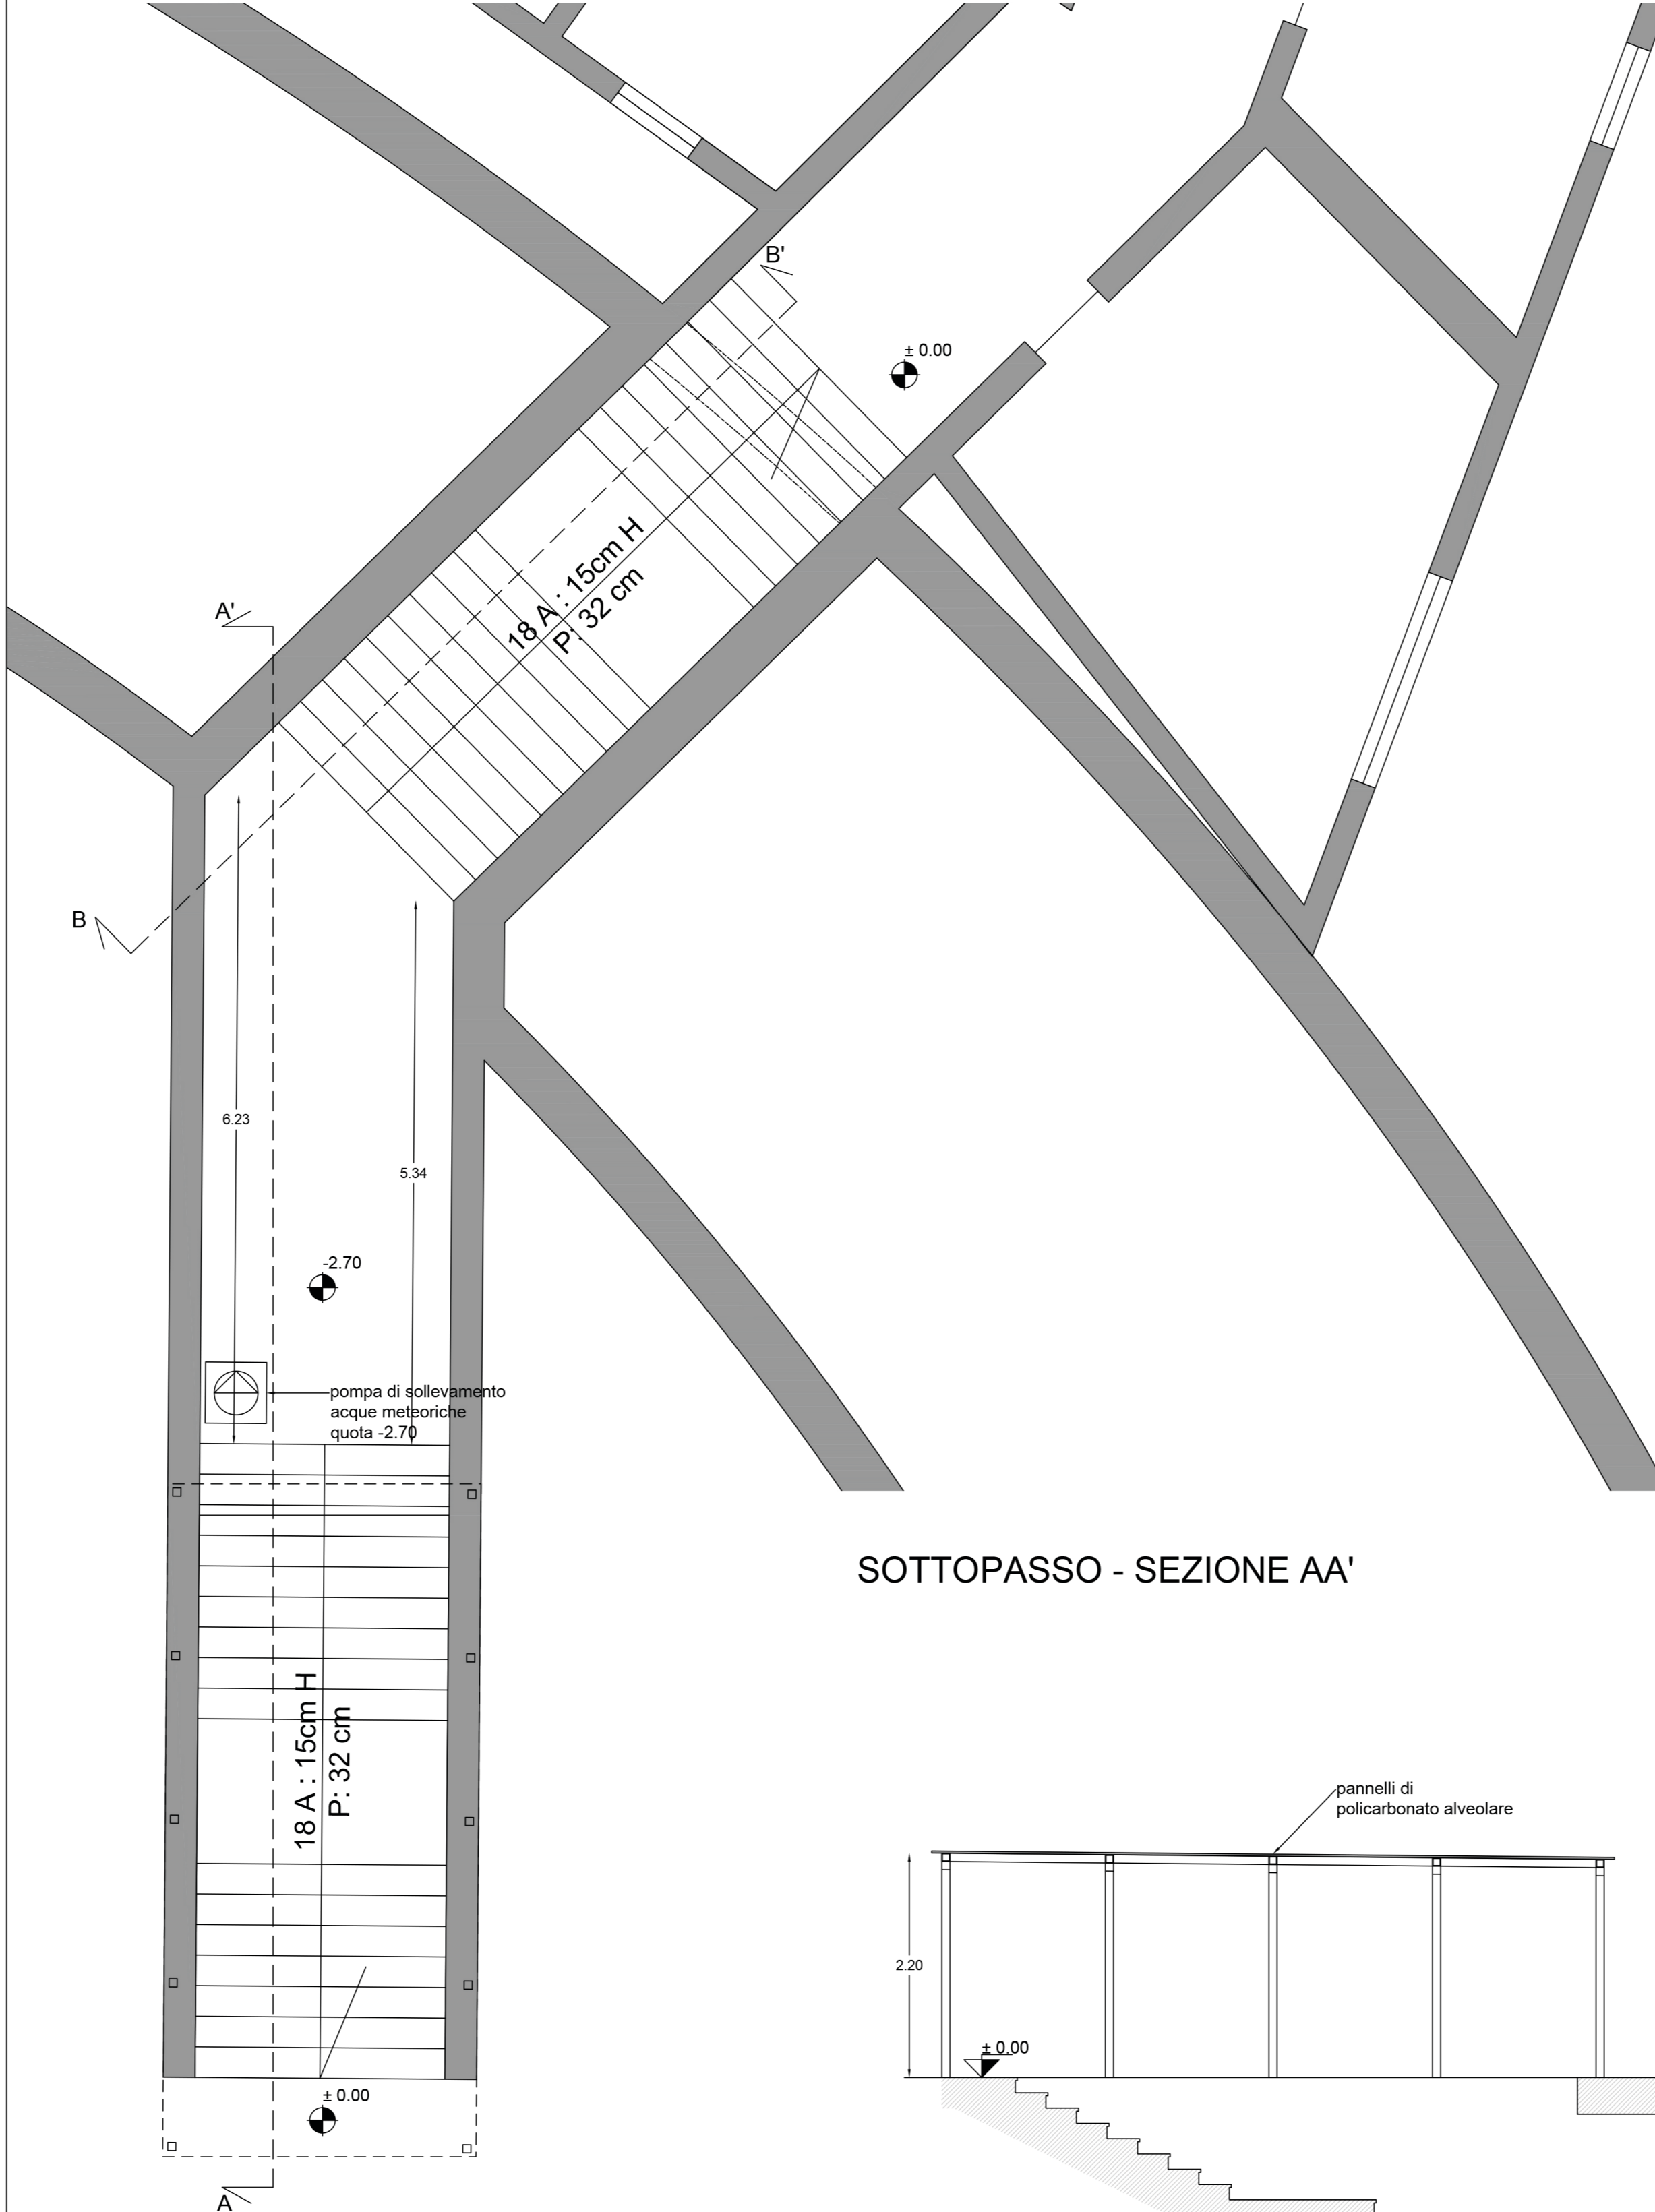 B'
± 0.00
18 A : 15cm H
P: 32 cm
A'
B
6.23
5.34
-2.70
pompa di sollevamento
acque meteoriche
quota -2.70
SOTTOPASSO - SEZIONE AA'
18 A : 15cm H
P: 32 cm
pannelli di
policarbonato alveolare
2.20
± 0.00
± 0.00
A